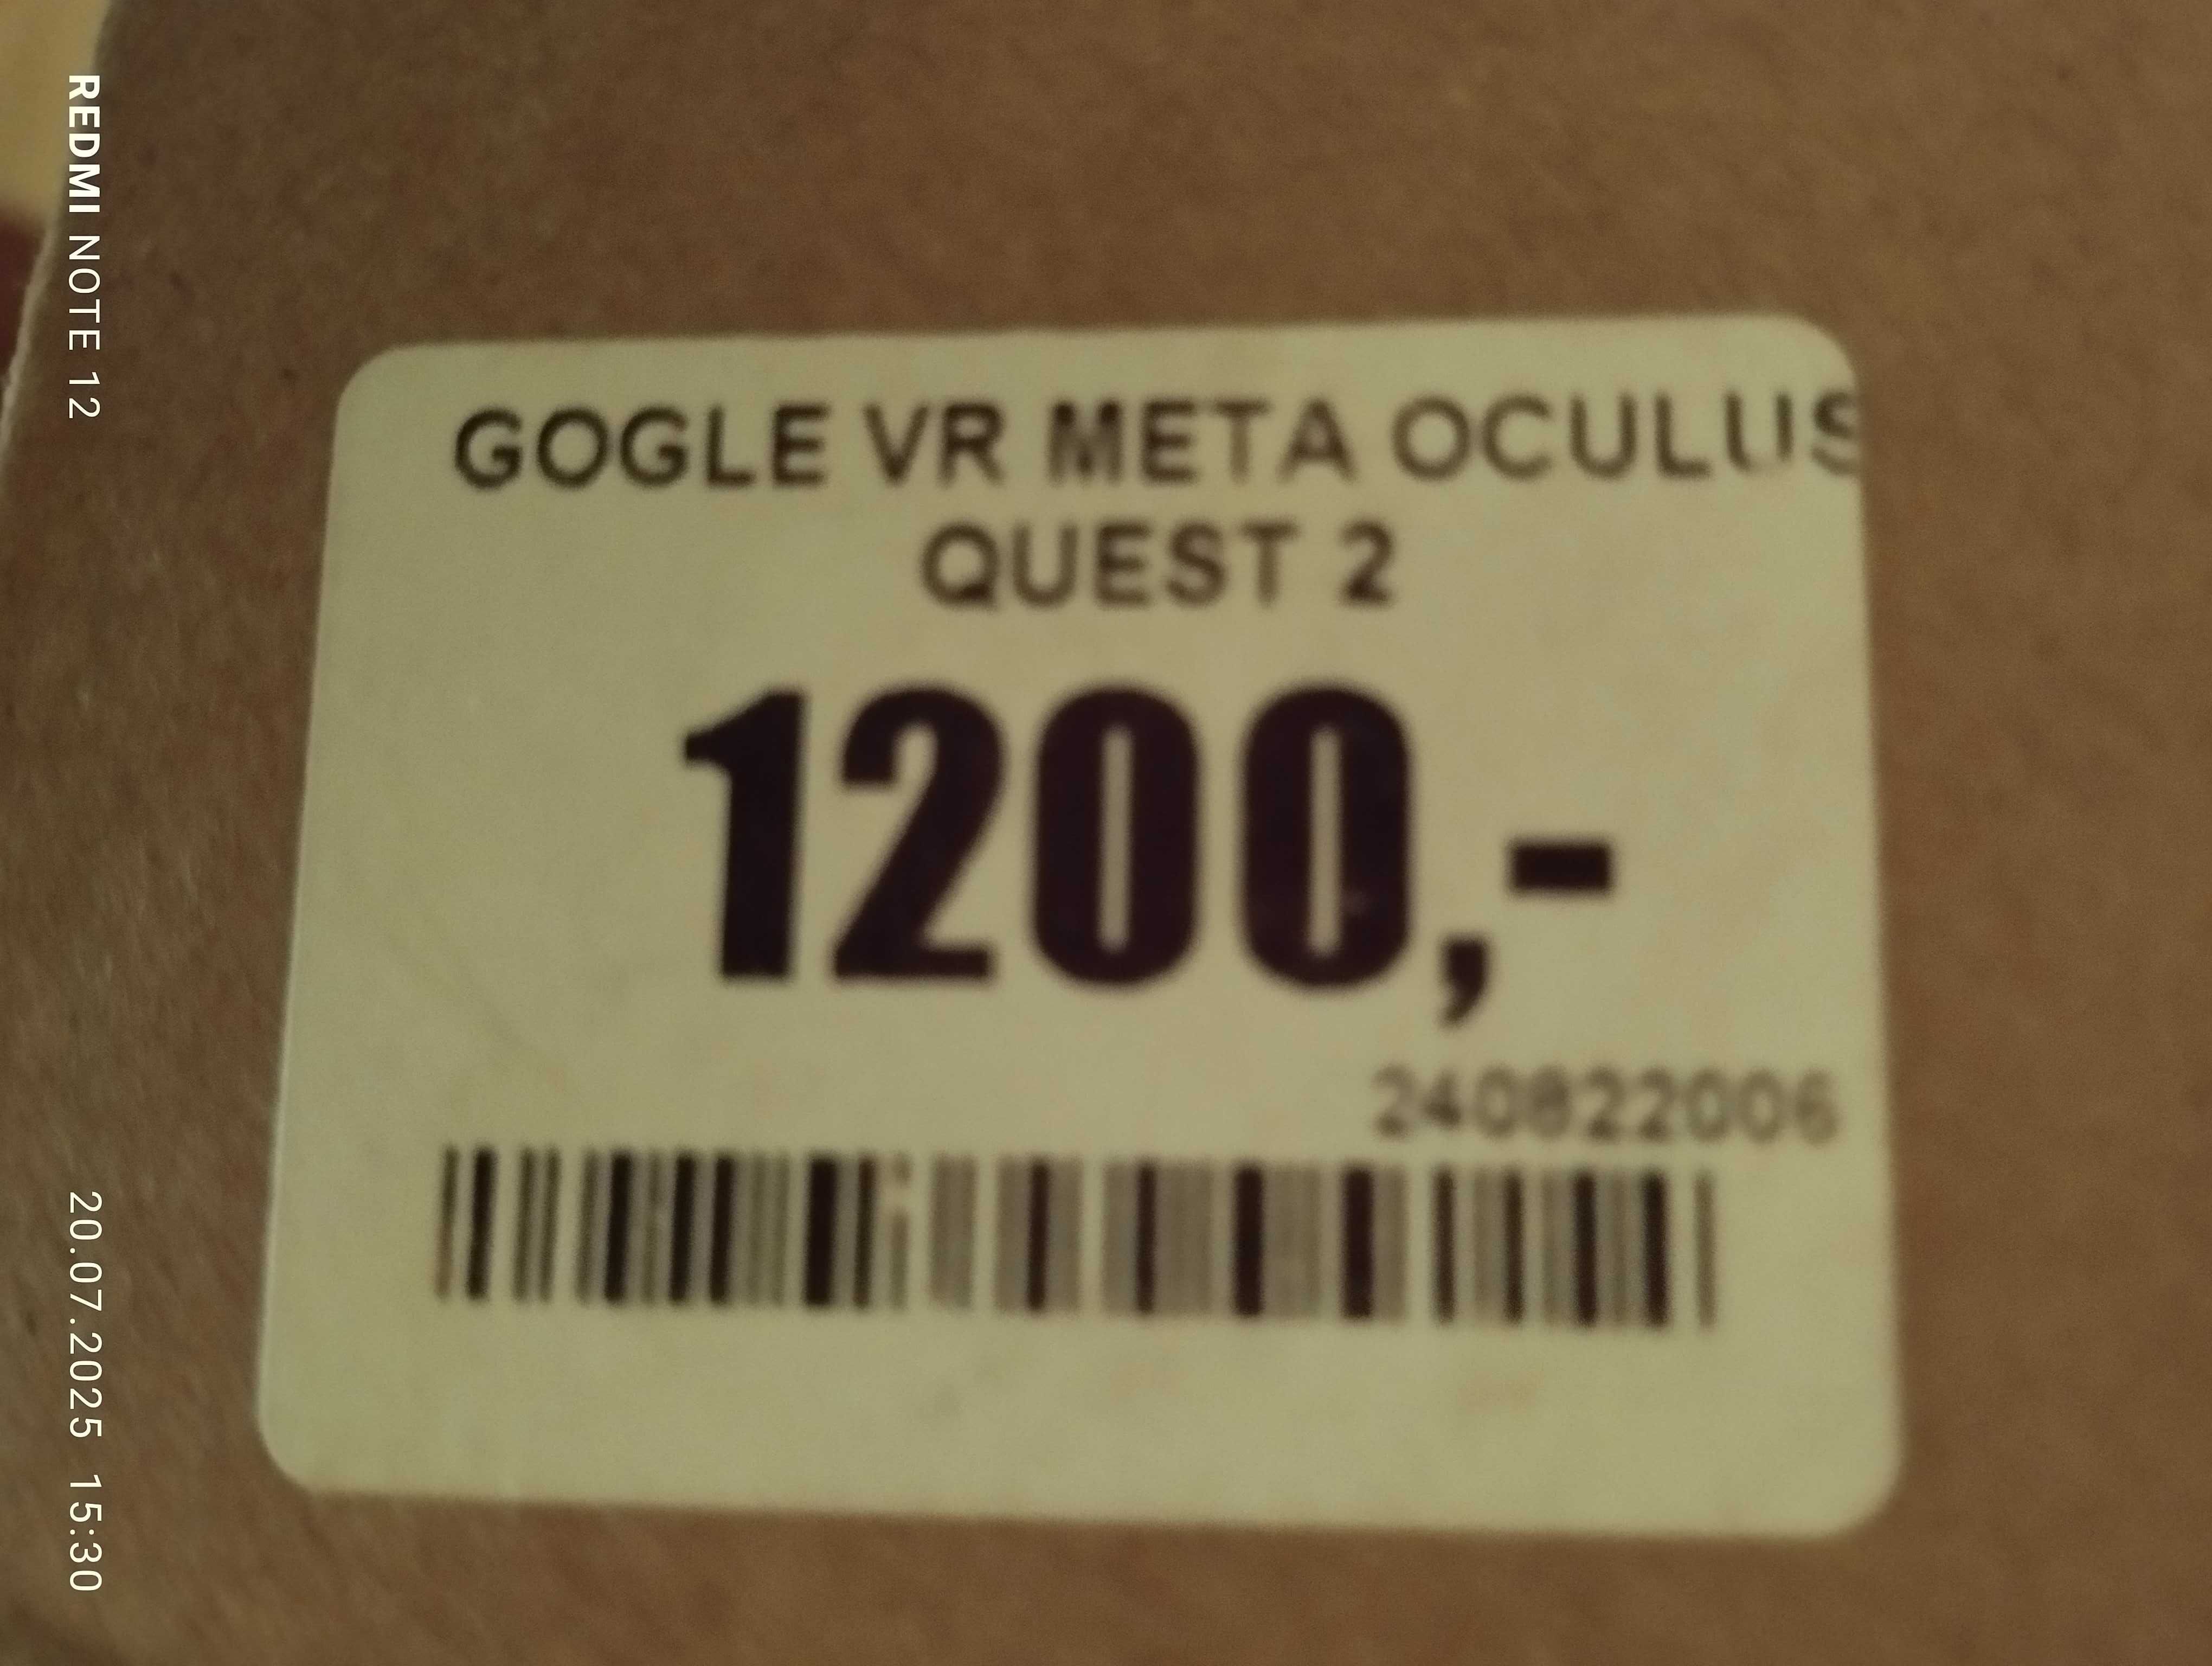 GOGLE VR META OCULUS
QUEST 2
1200,-
240822006
REDMI NOTE 12
20.07.2025 15:30